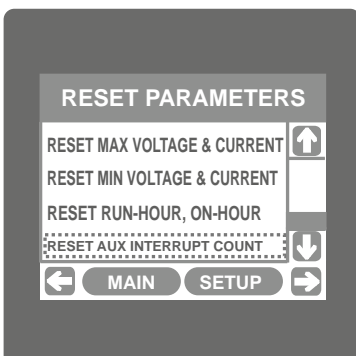 RESET PARAMETERS
RESET MAX VOLTAGE & CURRENT
RESET MIN VOLTAGE & CURRENT
RESET RUN-HOUR, ON-HOUR
RESET AUX INTERRUPT COUNT
MAIN SETUP